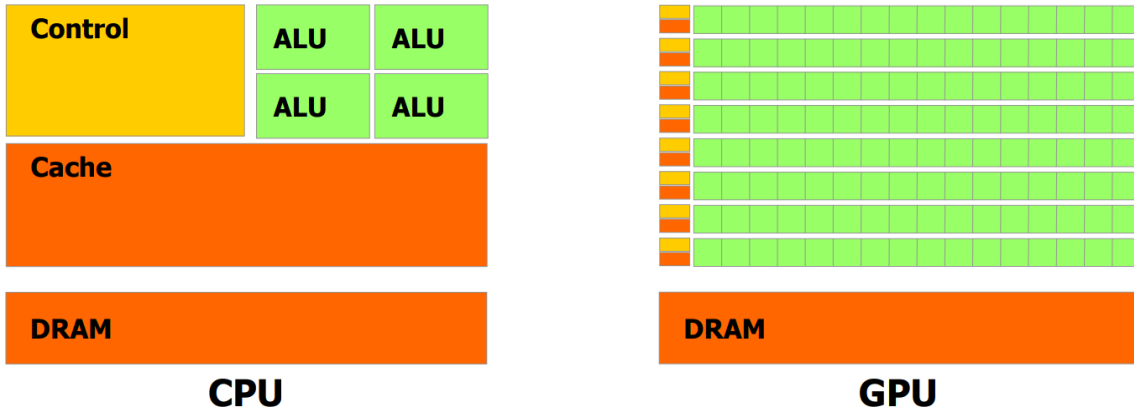 Control
ALU ALU
ALU ALU
Cache
DRAM
CPU
DRAM
GPU